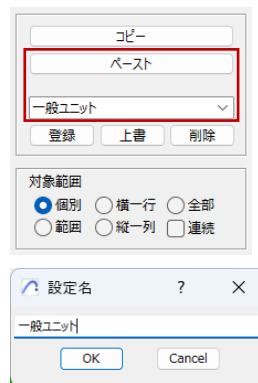 コピー
ペースト
一般ユニット
登録 上書 削除
対象範囲
個別 横一行 全部
範囲 縦一列 連続
設定名 ? ×
一般ユニット
OK Cancel